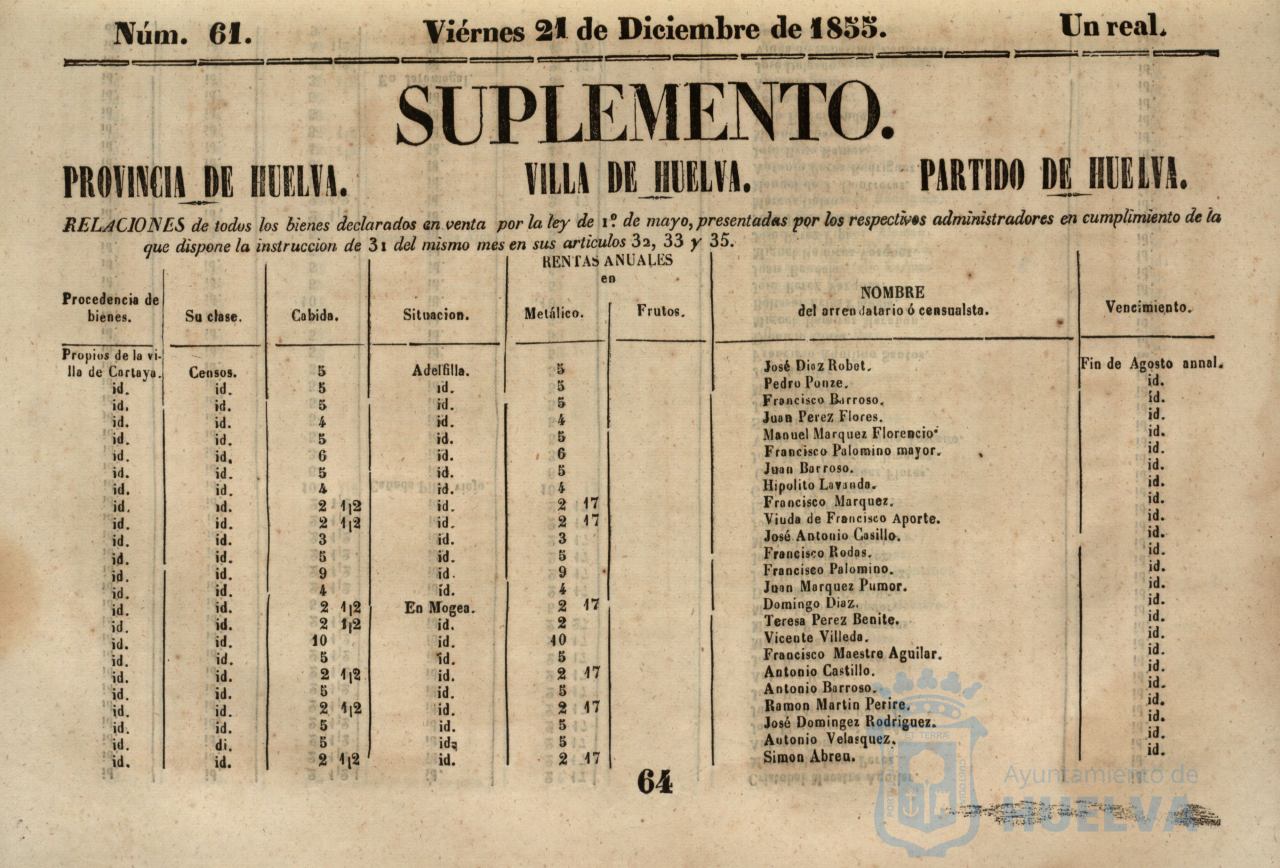 Núm. 61. Viérnes 21 de Diciembre de 1855. Un real.
SUPLEMENTO.
PROVINCIA DE HUELVA. VILLA DE HUELVA. PARTIDO DE HUELVA.
RELACIONES de todos los bienes declarados en venta por la ley de 1º. de mayo, presentadas por los respectivos administradores en cumplimiento de la
que dispone la instruccion de 31 del mismo mes en sus articulos 32, 33 y 35.
RENTAS ANUALES
en
Procedencia de bienes. Su clase. Cabida. Situacion. Metálico. Frutos. NOMBRE del arrendatario ó censualsta. Vencimiento.
Propios de la vi-
lla de Cartaya. Censos. 5 Adelfilla. 5 José Diaz Robet. Fin de Agosto annal.
id. id. 5 id. 5 Pedro Ponze. id.
id. id. 5 id. 5 Francisco Barroso. id.
id. id. 4 id. 4 Juan Perez Flores. id.
id. id. 5 id. 5 Manuel Marquez Florencio id.
id. id. 6 id. 6 Francisco Palomino mayor. id.
id. id. 5 id. 5 Juan Barroso. id.
id. id. 4 id. 4 Hipolito Lavanda. id.
id. id. 2 1|2 id. 2 17 Francisco Marquez. id.
id. id. 2 1|2 id. 2 17 Viuda de Francisco Aporte. id.
id. id. 3 id. 3 José Antonio Casillo. id.
id. id. 5 id. 5 Francisco Rodas. id.
id. id. 9 id. 9 Francisco Palomino. id.
id. id. 4 id. 4 Juan Marquez Pumor. id.
id. id. 2 1|2 En Mogea. 2 17 Domingo Diaz. id.
id. id. 2 1|2 id. 2 Teresa Perez Benite. id.
id. id. 10 id. 10 Vicente Villeda. id.
id. id. 5 id. 5 Francisco Maestre Aguilar. id.
id. id. 2 1|2 id. 2 17 Antonio Castillo. id.
id. id. 5 id. 5 Antonio Barroso. id.
id. id. 2 1|2 id. 2 17 Ramon Martin Perire. id.
id. id. 5 id. 5 José Domingez Rodriguez. id.
id. di. 5 id. 5 Antonio Velasquez. id.
id. id. 2 1|2 id. 2 17 Simon Abreu. id.
64
Ayuntamiento de
HUELVA